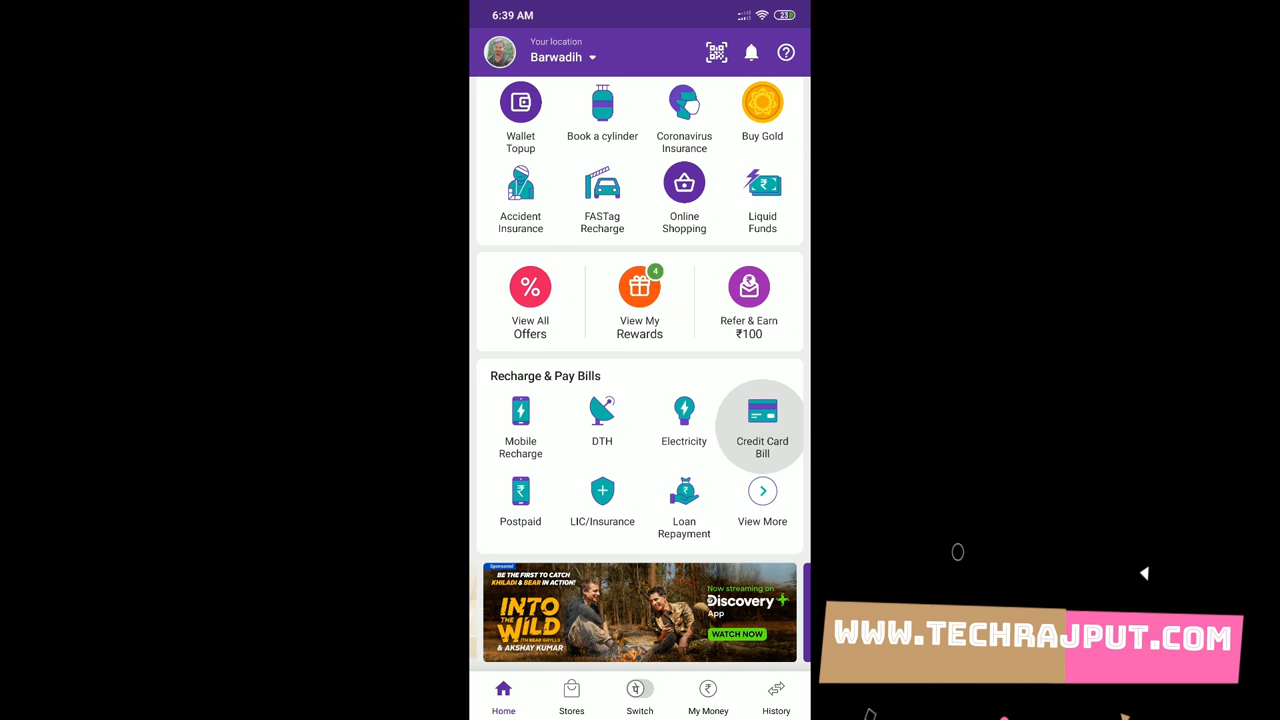 6:39 AM
23
Your location
Barwadih
Wallet
Topup
Book a cylinder
Coronavirus
Insurance
Buy Gold
Accident
Insurance
FASTag
Recharge
Online
Shopping
Liquid
Funds
4
View All
Offers
View My
Rewards
Refer & Earn
₹100
Recharge & Pay Bills
Mobile
Recharge
DTH
Electricity
Credit Card
Bill
Postpaid
LIC/Insurance
Loan
Repayment
View More
Sponsored
BE THE FIRST TO CATCH
KHILADI & BEAR IN ACTION!
INTO
THE
WILD
WITH BEAR GRYLLS
& AKSHAY KUMAR
Now streaming on
Discovery+
App
WATCH NOW
WWW.TECHRAJPUT.COM
Home
Stores
पे
Switch
My Money
History